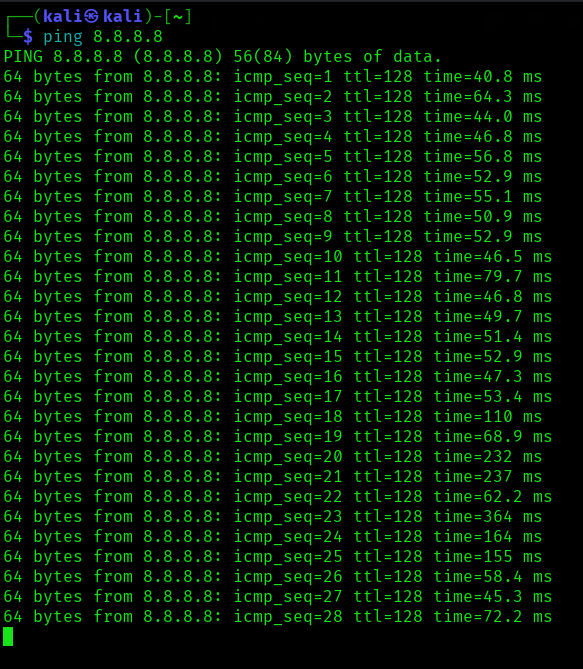 ┌──(kali㉿kali)-[~]
└─$ ping 8.8.8.8
PING 8.8.8.8 (8.8.8.8) 56(84) bytes of data.
64 bytes from 8.8.8.8: icmp_seq=1 ttl=128 time=40.8 ms
64 bytes from 8.8.8.8: icmp_seq=2 ttl=128 time=64.3 ms
64 bytes from 8.8.8.8: icmp_seq=3 ttl=128 time=44.0 ms
64 bytes from 8.8.8.8: icmp_seq=4 ttl=128 time=46.8 ms
64 bytes from 8.8.8.8: icmp_seq=5 ttl=128 time=56.8 ms
64 bytes from 8.8.8.8: icmp_seq=6 ttl=128 time=52.9 ms
64 bytes from 8.8.8.8: icmp_seq=7 ttl=128 time=55.1 ms
64 bytes from 8.8.8.8: icmp_seq=8 ttl=128 time=50.9 ms
64 bytes from 8.8.8.8: icmp_seq=9 ttl=128 time=52.9 ms
64 bytes from 8.8.8.8: icmp_seq=10 ttl=128 time=46.5 ms
64 bytes from 8.8.8.8: icmp_seq=11 ttl=128 time=79.7 ms
64 bytes from 8.8.8.8: icmp_seq=12 ttl=128 time=46.8 ms
64 bytes from 8.8.8.8: icmp_seq=13 ttl=128 time=49.7 ms
64 bytes from 8.8.8.8: icmp_seq=14 ttl=128 time=51.4 ms
64 bytes from 8.8.8.8: icmp_seq=15 ttl=128 time=52.9 ms
64 bytes from 8.8.8.8: icmp_seq=16 ttl=128 time=47.3 ms
64 bytes from 8.8.8.8: icmp_seq=17 ttl=128 time=53.4 ms
64 bytes from 8.8.8.8: icmp_seq=18 ttl=128 time=110 ms
64 bytes from 8.8.8.8: icmp_seq=19 ttl=128 time=68.9 ms
64 bytes from 8.8.8.8: icmp_seq=20 ttl=128 time=232 ms
64 bytes from 8.8.8.8: icmp_seq=21 ttl=128 time=237 ms
64 bytes from 8.8.8.8: icmp_seq=22 ttl=128 time=62.2 ms
64 bytes from 8.8.8.8: icmp_seq=23 ttl=128 time=364 ms
64 bytes from 8.8.8.8: icmp_seq=24 ttl=128 time=164 ms
64 bytes from 8.8.8.8: icmp_seq=25 ttl=128 time=155 ms
64 bytes from 8.8.8.8: icmp_seq=26 ttl=128 time=58.4 ms
64 bytes from 8.8.8.8: icmp_seq=27 ttl=128 time=45.3 ms
64 bytes from 8.8.8.8: icmp_seq=28 ttl=128 time=72.2 ms